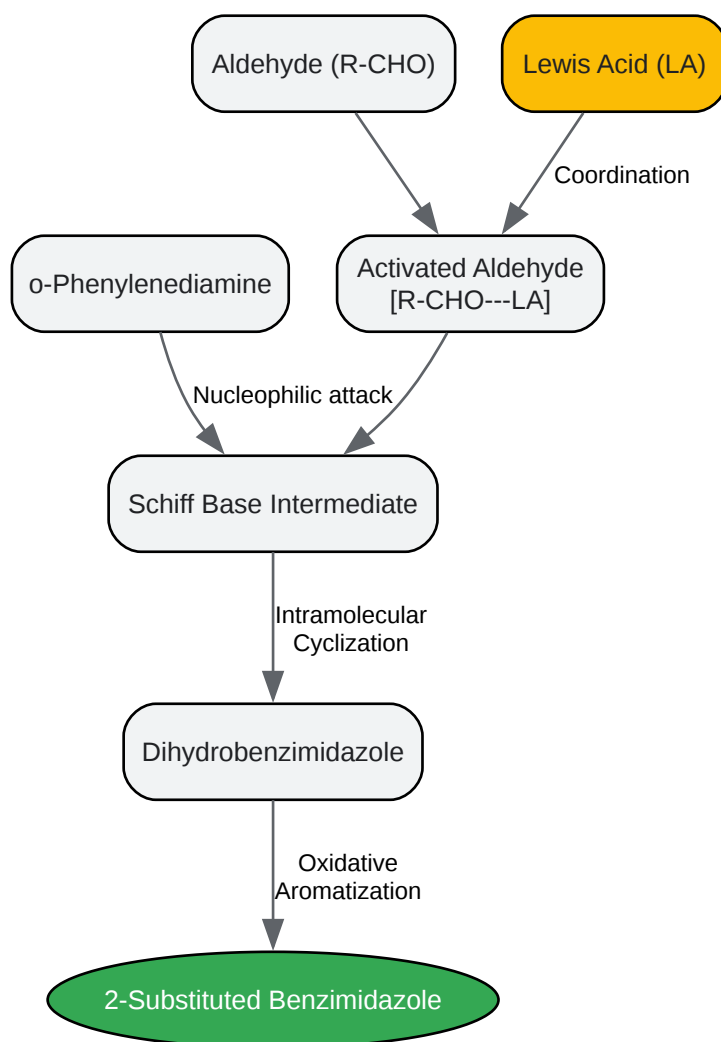 Aldehyde (R-CHO)
Lewis Acid (LA)
Coordination
o-Phenylenediamine
Activated Aldehyde
[R-CHO---LA]
Nucleophilic attack
Schiff Base Intermediate
Intramolecular
Cyclization
Dihydrobenzimidazole
Oxidative
Aromatization
2-Substituted Benzimidazole